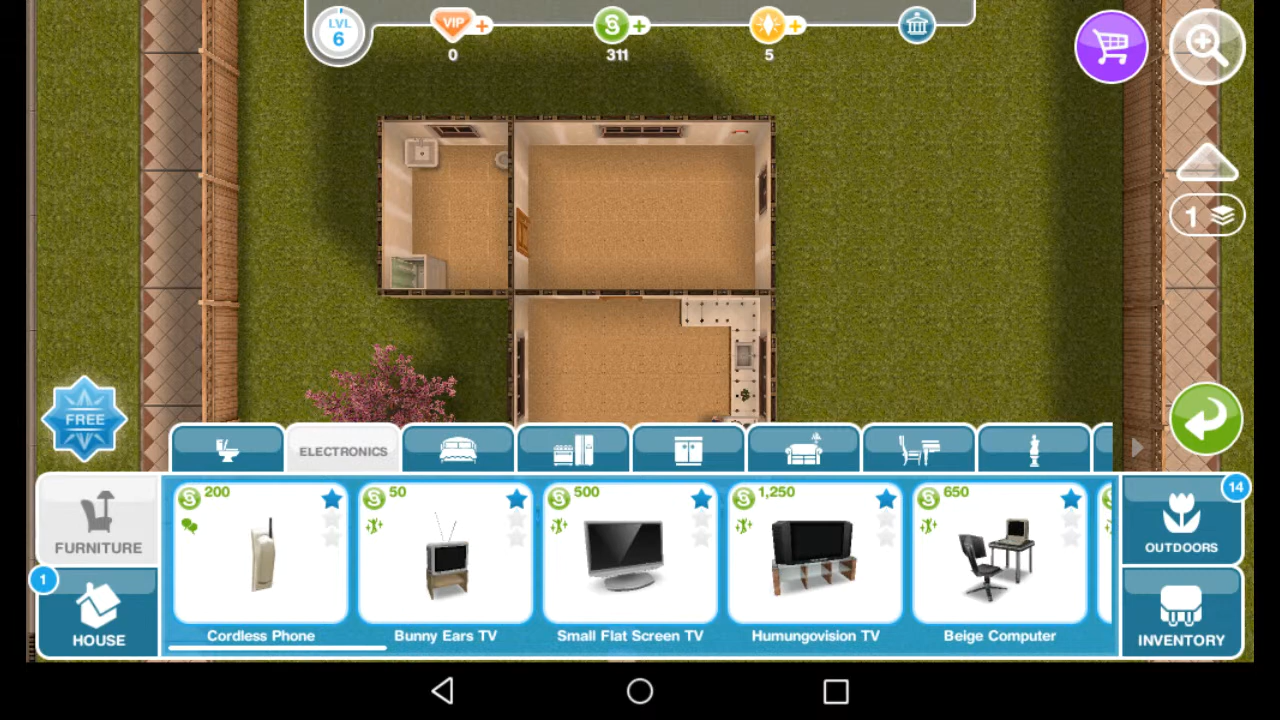 LVL
6
VIP
0
311
5
1
FREE
ELECTRONICS
FURNITURE
1
HOUSE
200
Cordless Phone
50
Bunny Ears TV
500
Small Flat Screen TV
1,250
Humungovision TV
650
Beige Computer
14
OUTDOORS
INVENTORY